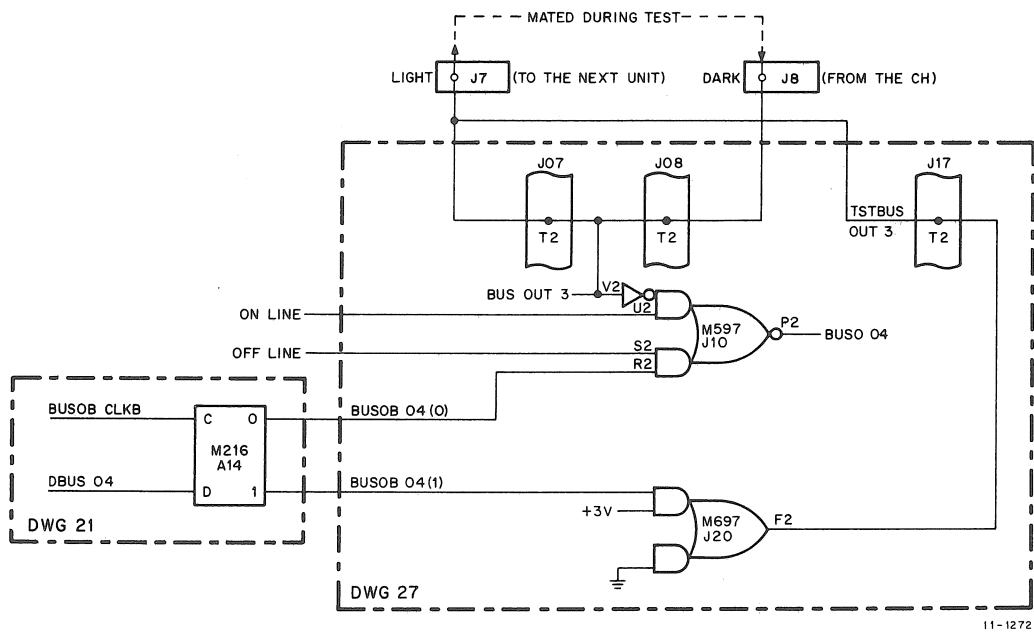 MATED DURING TEST
LIGHT J7 (TO THE NEXT UNIT) DARK J8 (FROM THE CH)
J07 J08 J17
TSTBUS
OUT 3
T2 T2 T2
BUS OUT 3 V2
U2
ON LINE
M597
J10
P2
BUSO 04
OFF LINE S2
R2
BUSOB CLKB C 0 BUSOB 04(0)
M216
A14
DBUS 04 D 1 BUSOB 04(1)
+3V
M697
J20
F2
DWG 21
DWG 27
11-1272